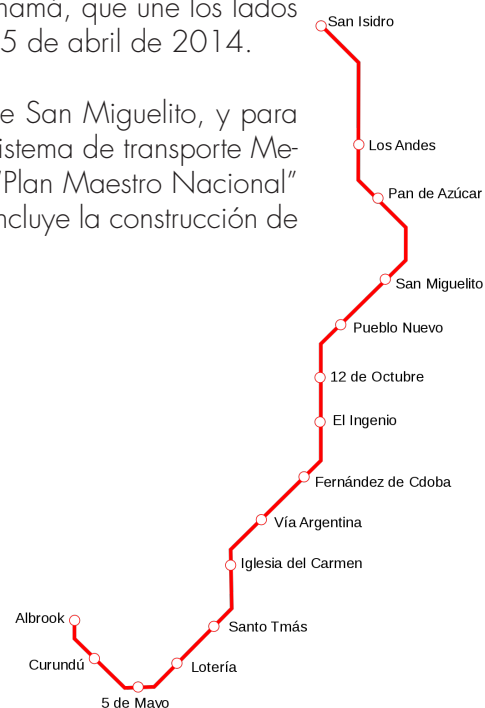 namá, que une los lados
5 de abril de 2014.
e San Miguelito, y para
istema de transporte Me-
"Plan Maestro Nacional"
ncluye la construcción de
San Isidro
Los Andes
Pan de Azúcar
San Miguelito
Pueblo Nuevo
12 de Octubre
El Ingenio
Fernández de Cdoba
Vía Argentina
Iglesia del Carmen
Santo Tmás
Lotería
5 de Mavo
Curundú
Albrook